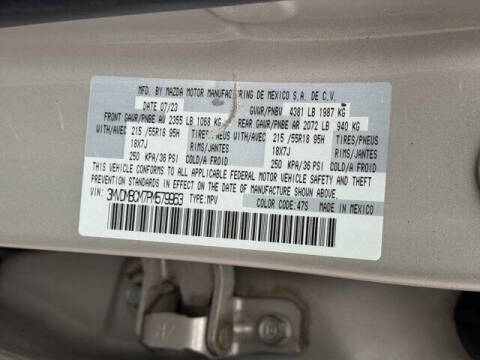 MFD. BY MAZDA MOTOR MANUFACTURING DE MEXICO S.A. DE C.V.
DATE 07/23 GVWR/PNBV 4381 LB 1987 KG
FRONT GAWR/PNBE AV 2355 LB 1068 KG REAR GAWR/PNBE AR 2072 LB 940 KG
WITH/AVEC 215 /55R18 95H TIRES/PNEUS WITH/AVEC 215 /55R18 95H TIRES/PNEUS
18X7J RIMS/JANTES 18X7J RIMS/JANTES
250 KPA/36 PSI COLD/A FROID 250 KPA/36 PSI COLD/A FROID
THIS VEHICLE CONFORMS TO ALL APPLICABLE FEDERAL MOTOR VEHICLE SAFETY AND THEFT
PREVENTION STANDARDS IN EFFECT ON THE DATE OF MANUFACTURE SHOWN ABOVE.
VIN: 3MVDMBCM7PM579963 TYPE:MPV
COLOR CODE:47S MADE IN MEXICO